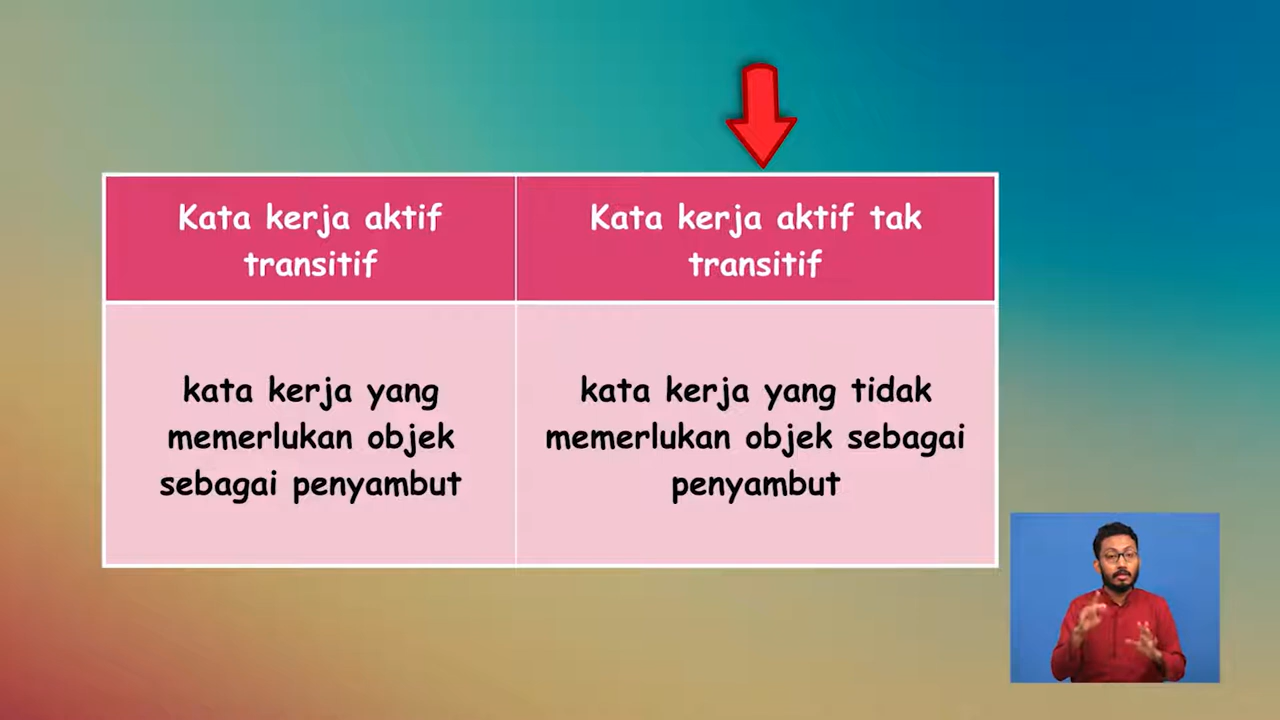 Kata kerja aktif
transitif
Kata kerja aktif tak
transitif
kata kerja yang
memerlukan objek
sebagai penyambut
kata kerja yang tidak
memerlukan objek sebagai
penyambut